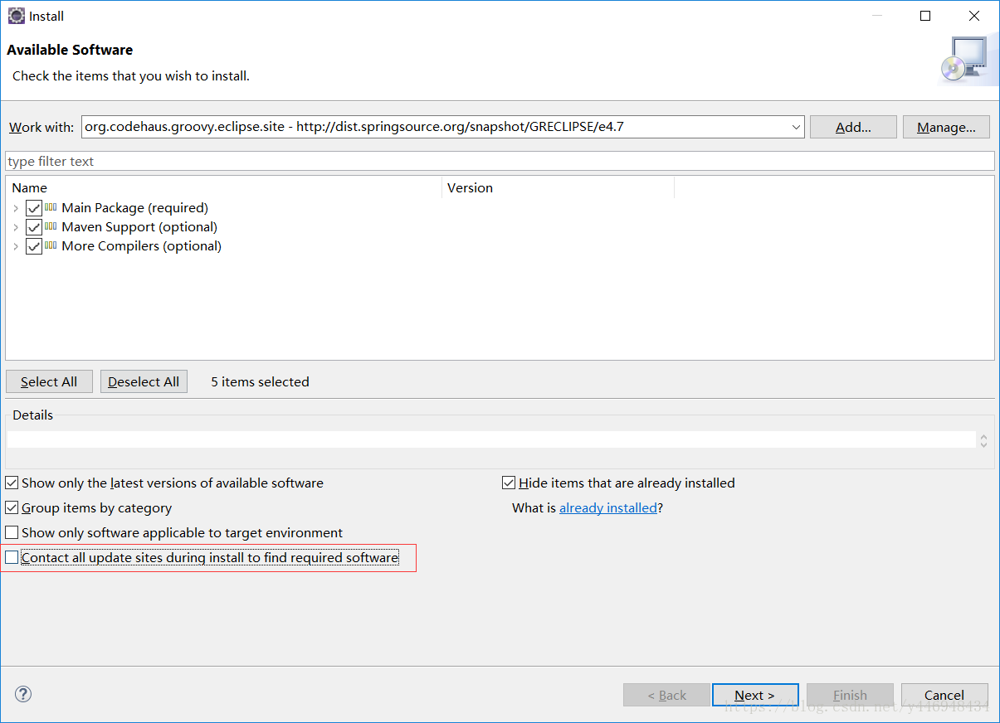 Install
Available Software
Check the items that you wish to install.
Work with: org.codehaus.groovy.eclipse.site - http://dist.springsource.org/snapshot/GRECLIPSE/e4.7 Add... Manage...
type filter text
Name Version
Main Package (required)
Maven Support (optional)
More Compilers (optional)
Select All Deselect All 5 items selected
Details
Show only the latest versions of available software Hide items that are already installed
Group items by category What is already installed?
Show only software applicable to target environment
Contact all update sites during install to find required software
? < Back Next > Finish Cancel
https://blog.csdn.net/y446948434